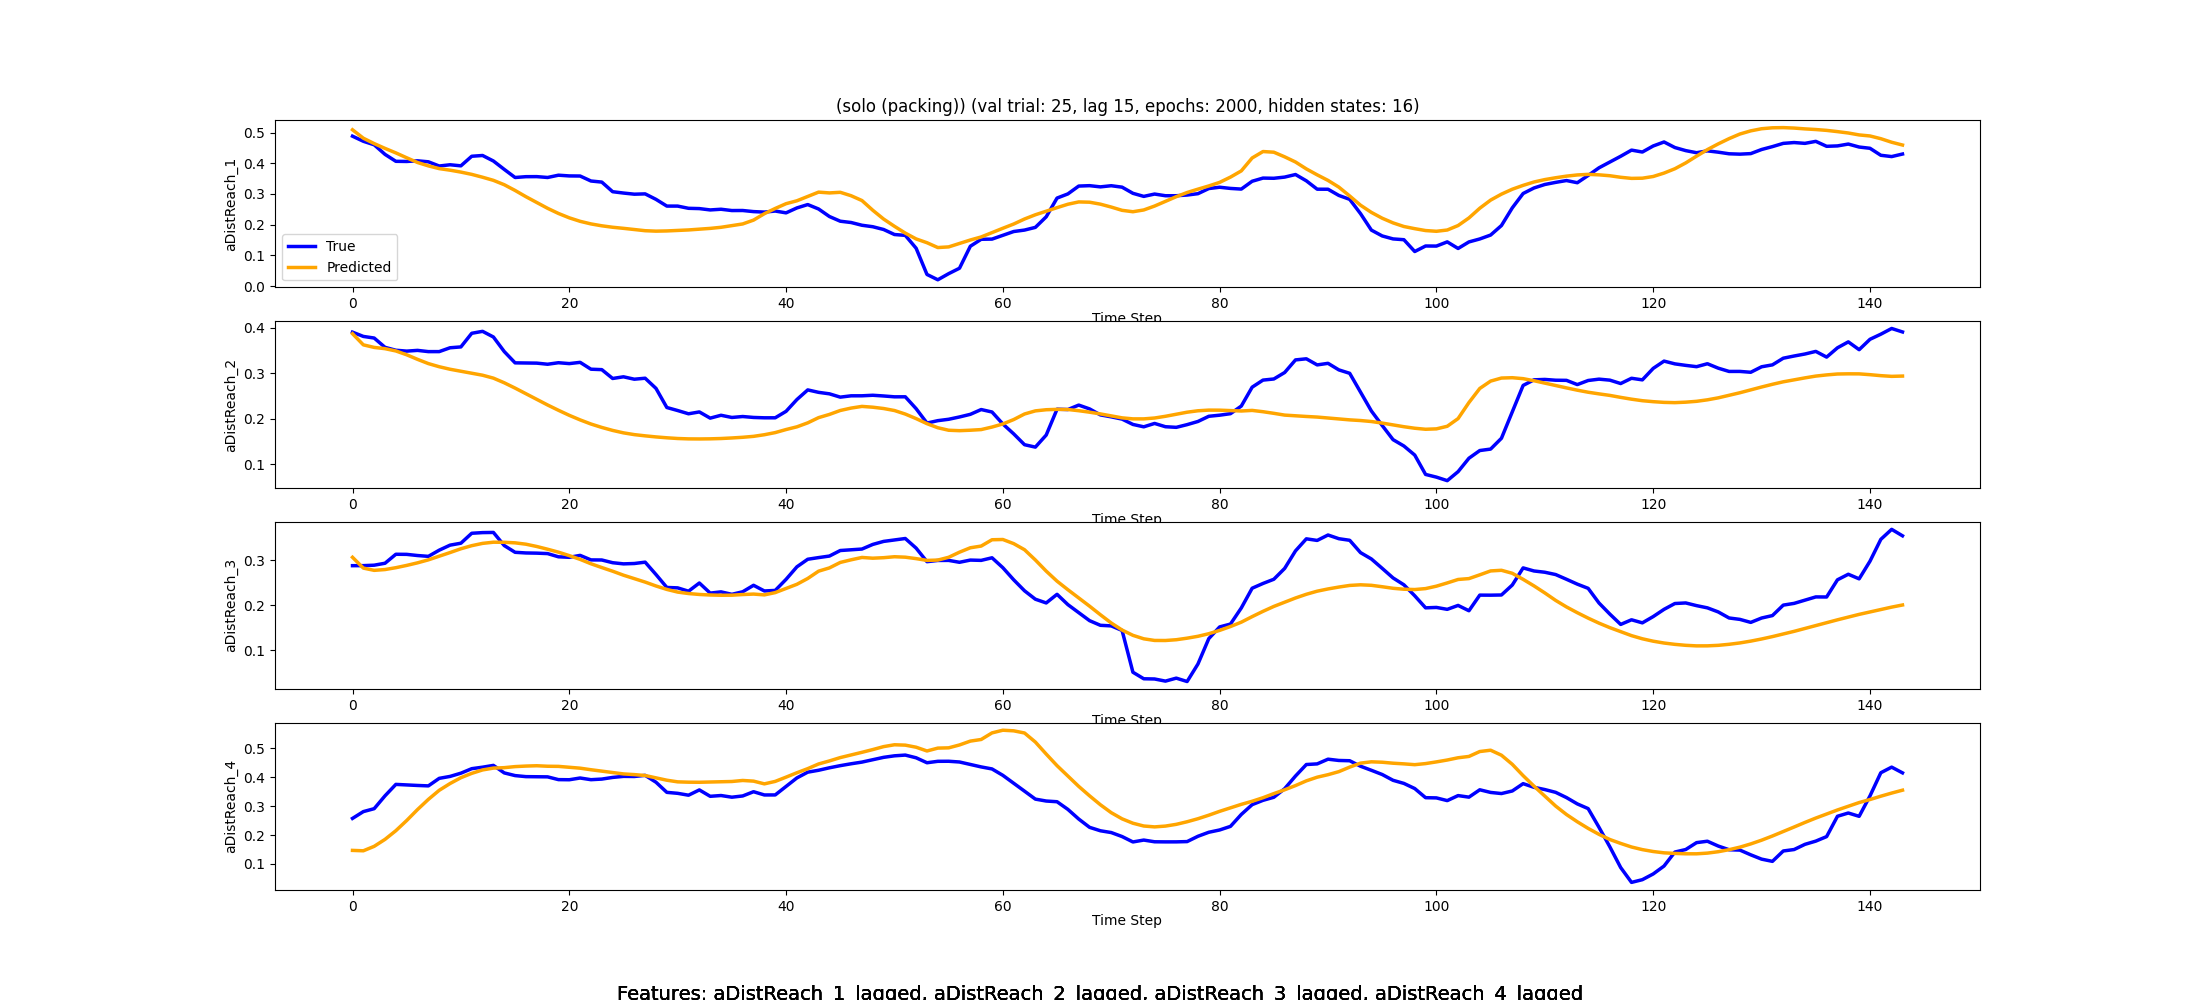 (solo (packing)) (val trial: 25, lag 15, epochs: 2000, hidden states: 16)
aDistReach_1
0.5
0.4
0.3
0.2
0.1
0.0
True
Predicted
0 20 40 60 80 100 120 140
Time Step
aDistReach_2
0.4
0.3
0.2
0.1
0 20 40 60 80 100 120 140
Time Step
aDistReach_3
0.3
0.2
0.1
0 20 40 60 80 100 120 140
Time Step
aDistReach_4
0.5
0.4
0.3
0.2
0.1
0 20 40 60 80 100 120 140
Time Step
Features: aDistReach_1_lagged, aDistReach_2_lagged, aDistReach_3_lagged, aDistReach_4_lagged